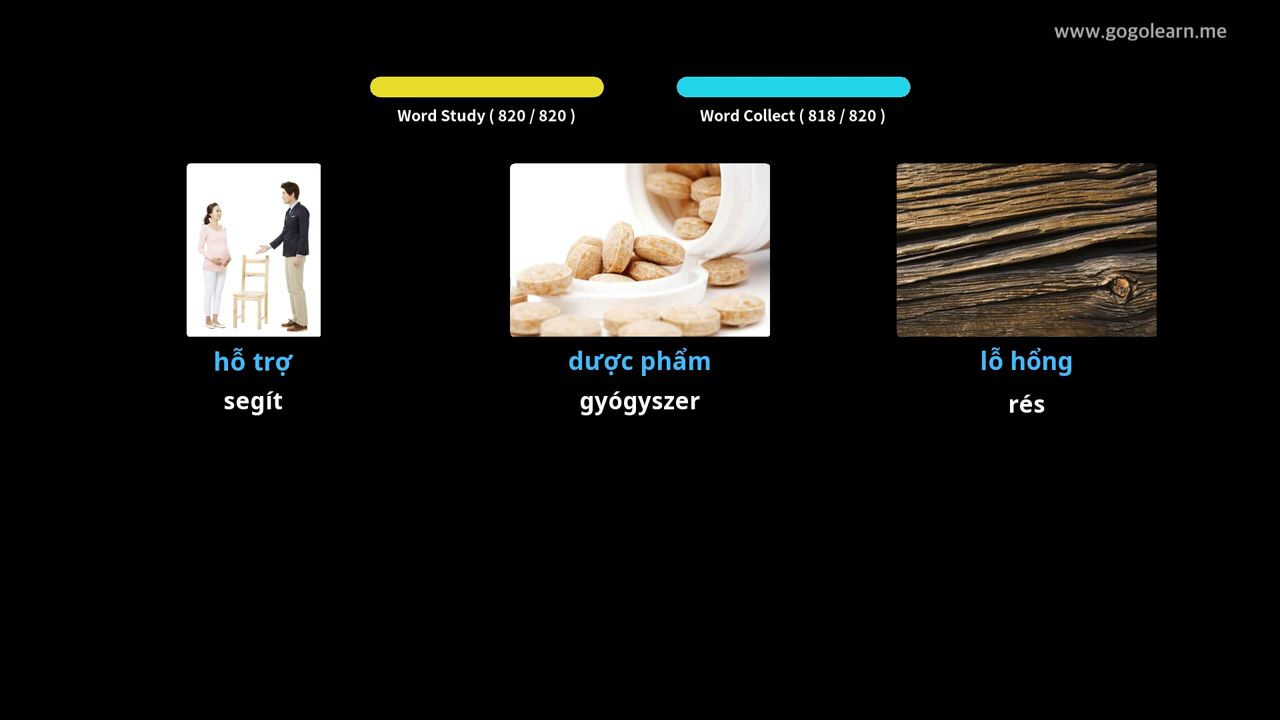 www.gogolearn.me
Word Study ( 820 / 820 )
Word Collect ( 818 / 820 )
hỗ trợ
segít
dược phẩm
gyógyszer
lỗ hổng
rés